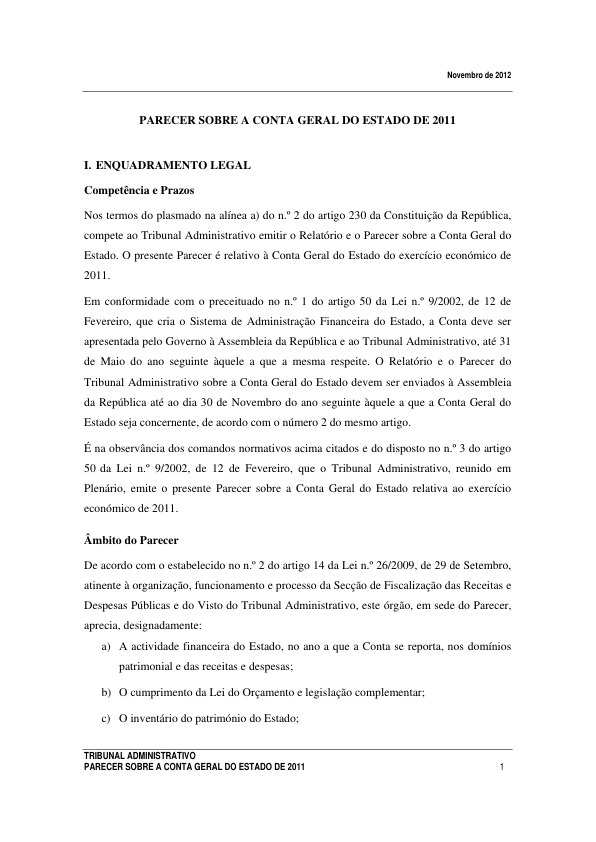 Novembro de 2012
PARECER SOBRE A CONTA GERAL DO ESTADO DE 2011
I. ENQUADRAMENTO LEGAL
Competência e Prazos
Nos termos do plasmado na alínea a) do n.º 2 do artigo 230 da Constituição da República,
compete ao Tribunal Administrativo emitir o Relatório e o Parecer sobre a Conta Geral do
Estado. O presente Parecer é relativo à Conta Geral do Estado do exercício económico de
2011.
Em conformidade com o preceituado no n.º 1 do artigo 50 da Lei n.º 9/2002, de 12 de
Fevereiro, que cria o Sistema de Administração Financeira do Estado, a Conta deve ser
apresentada pelo Governo à Assembleia da República e ao Tribunal Administrativo, até 31
de Maio do ano seguinte àquele a que a mesma respeite. O Relatório e o Parecer do
Tribunal Administrativo sobre a Conta Geral do Estado devem ser enviados à Assembleia
da República até ao dia 30 de Novembro do ano seguinte àquele a que a Conta Geral do
Estado seja concernente, de acordo com o número 2 do mesmo artigo.
É na observância dos comandos normativos acima citados e do disposto no n.º 3 do artigo
50 da Lei n.º 9/2002, de 12 de Fevereiro, que o Tribunal Administrativo, reunido em
Plenário, emite o presente Parecer sobre a Conta Geral do Estado relativa ao exercício
económico de 2011.
Âmbito do Parecer
De acordo com o estabelecido no n.º 2 do artigo 14 da Lei n.º 26/2009, de 29 de Setembro,
atinente à organização, funcionamento e processo da Secção de Fiscalização das Receitas e
Despesas Públicas e do Visto do Tribunal Administrativo, este órgão, em sede do Parecer,
aprecia, designadamente:
a) A actividade financeira do Estado, no ano a que a Conta se reporta, nos domínios
patrimonial e das receitas e despesas;
b) O cumprimento da Lei do Orçamento e legislação complementar;
c) O inventário do património do Estado;
TRIBUNAL ADMINISTRATIVO
PARECER SOBRE A CONTA GERAL DO ESTADO DE 2011 1